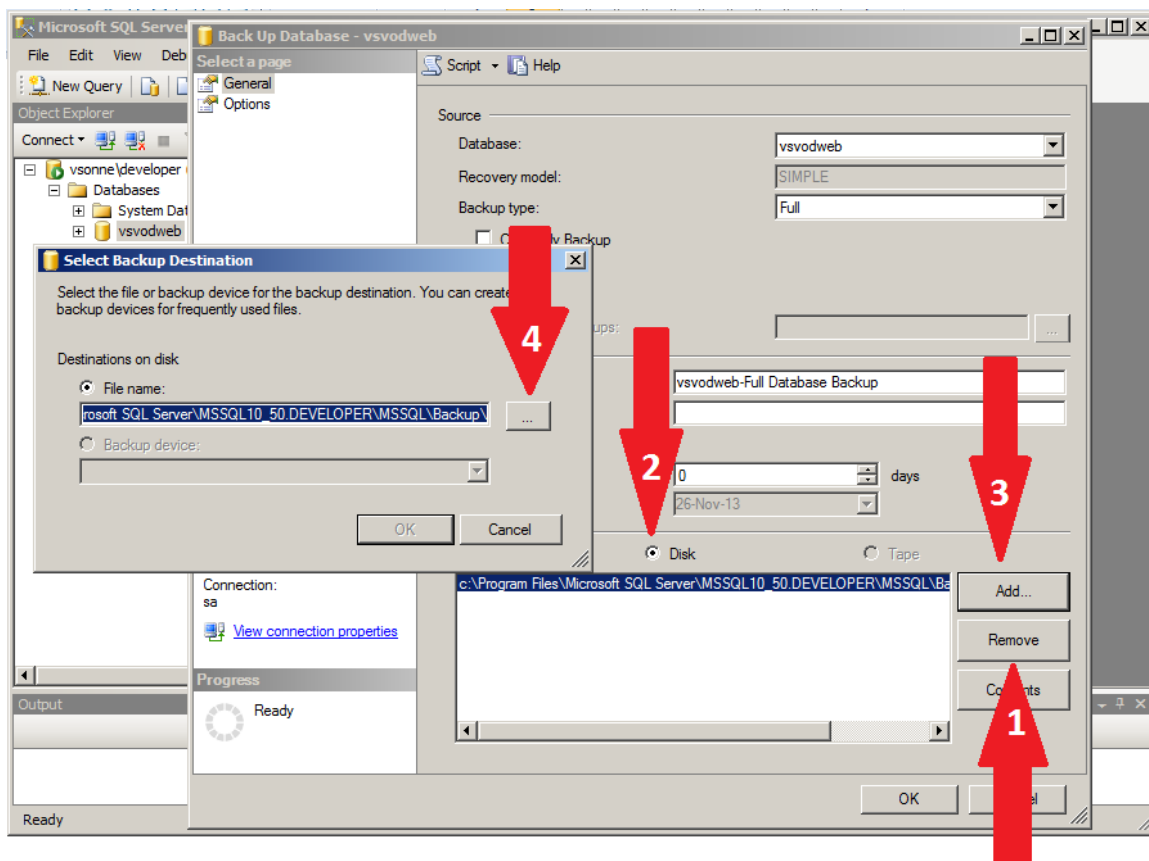 Microsoft SQL Server
File Edit View Deb
New Query
Object Explorer
Connect
vsonne\developer
Databases
System Dat
vsvodweb
Output
Ready
Back Up Database - vsvodweb
Select a page
General
Options
Script Help
Source
Database: vsvodweb
Recovery model: SIMPLE
Backup type: Full
Backup
ups: ...
vsvodweb-Full Database Backup
0 days
26-Nov-13
Disk Tape
c:\Program Files\Microsoft SQL Server\MSSQL10_50.DEVELOPER\MSSQL\Ba
Add...
Remove
Connection:
sa
View connection properties
Progress
Ready
OK
Select Backup Destination
Select the file or backup device for the backup destination. You can create
backup devices for frequently used files.
Destinations on disk
File name:
rosoft SQL Server\MSSQL10_50.DEVELOPER\MSSQL\Backup\ ...
Backup device:
OK Cancel
4
2
3
1